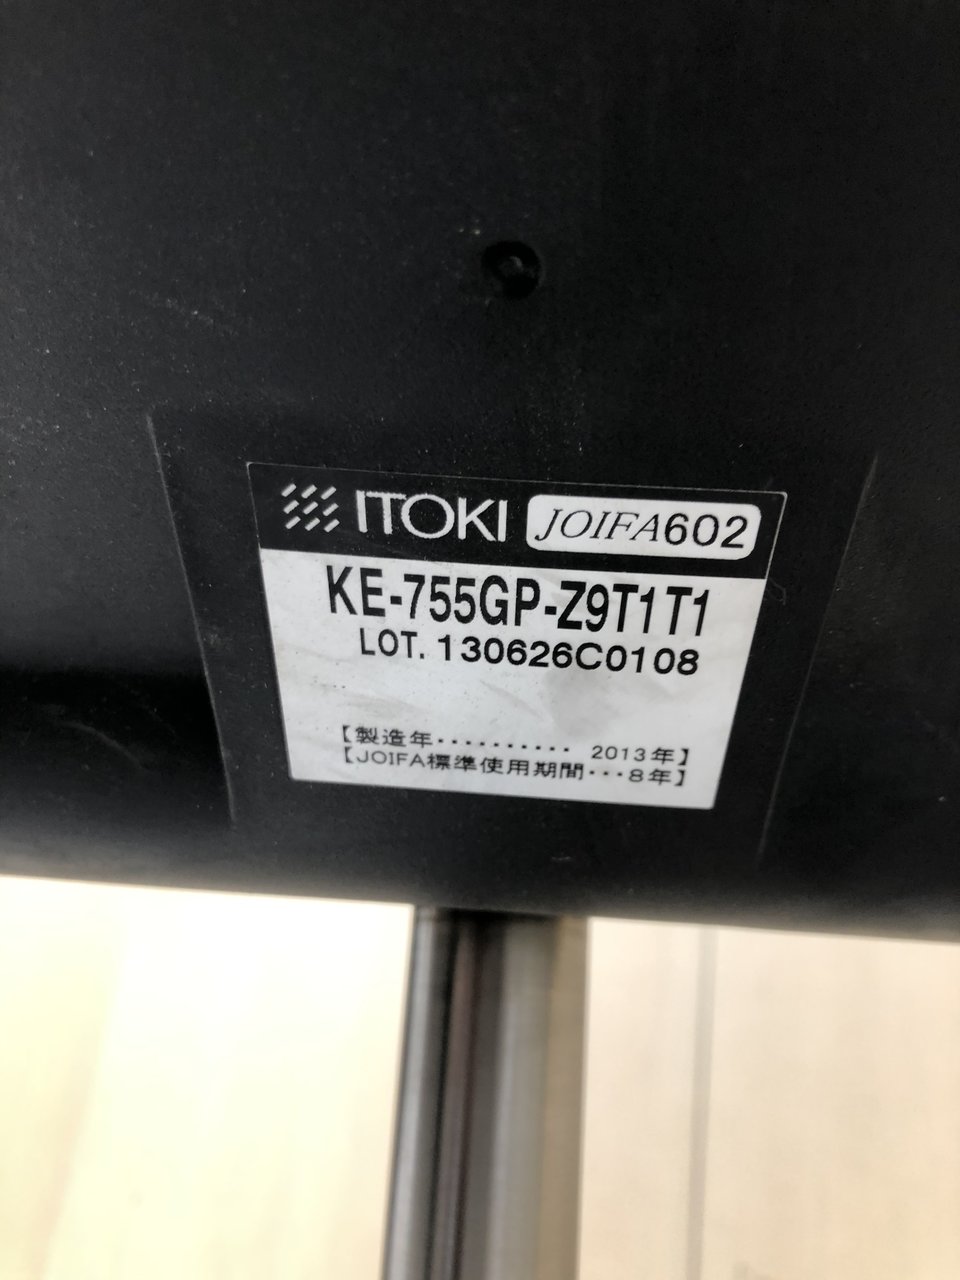 ITOKI JOIFA602
KE-755GP-Z9T1T1
LOT. 130626C0108
【製造年‥‥‥‥‥ 2013年】
【JOIFA標準使用期間…8年】